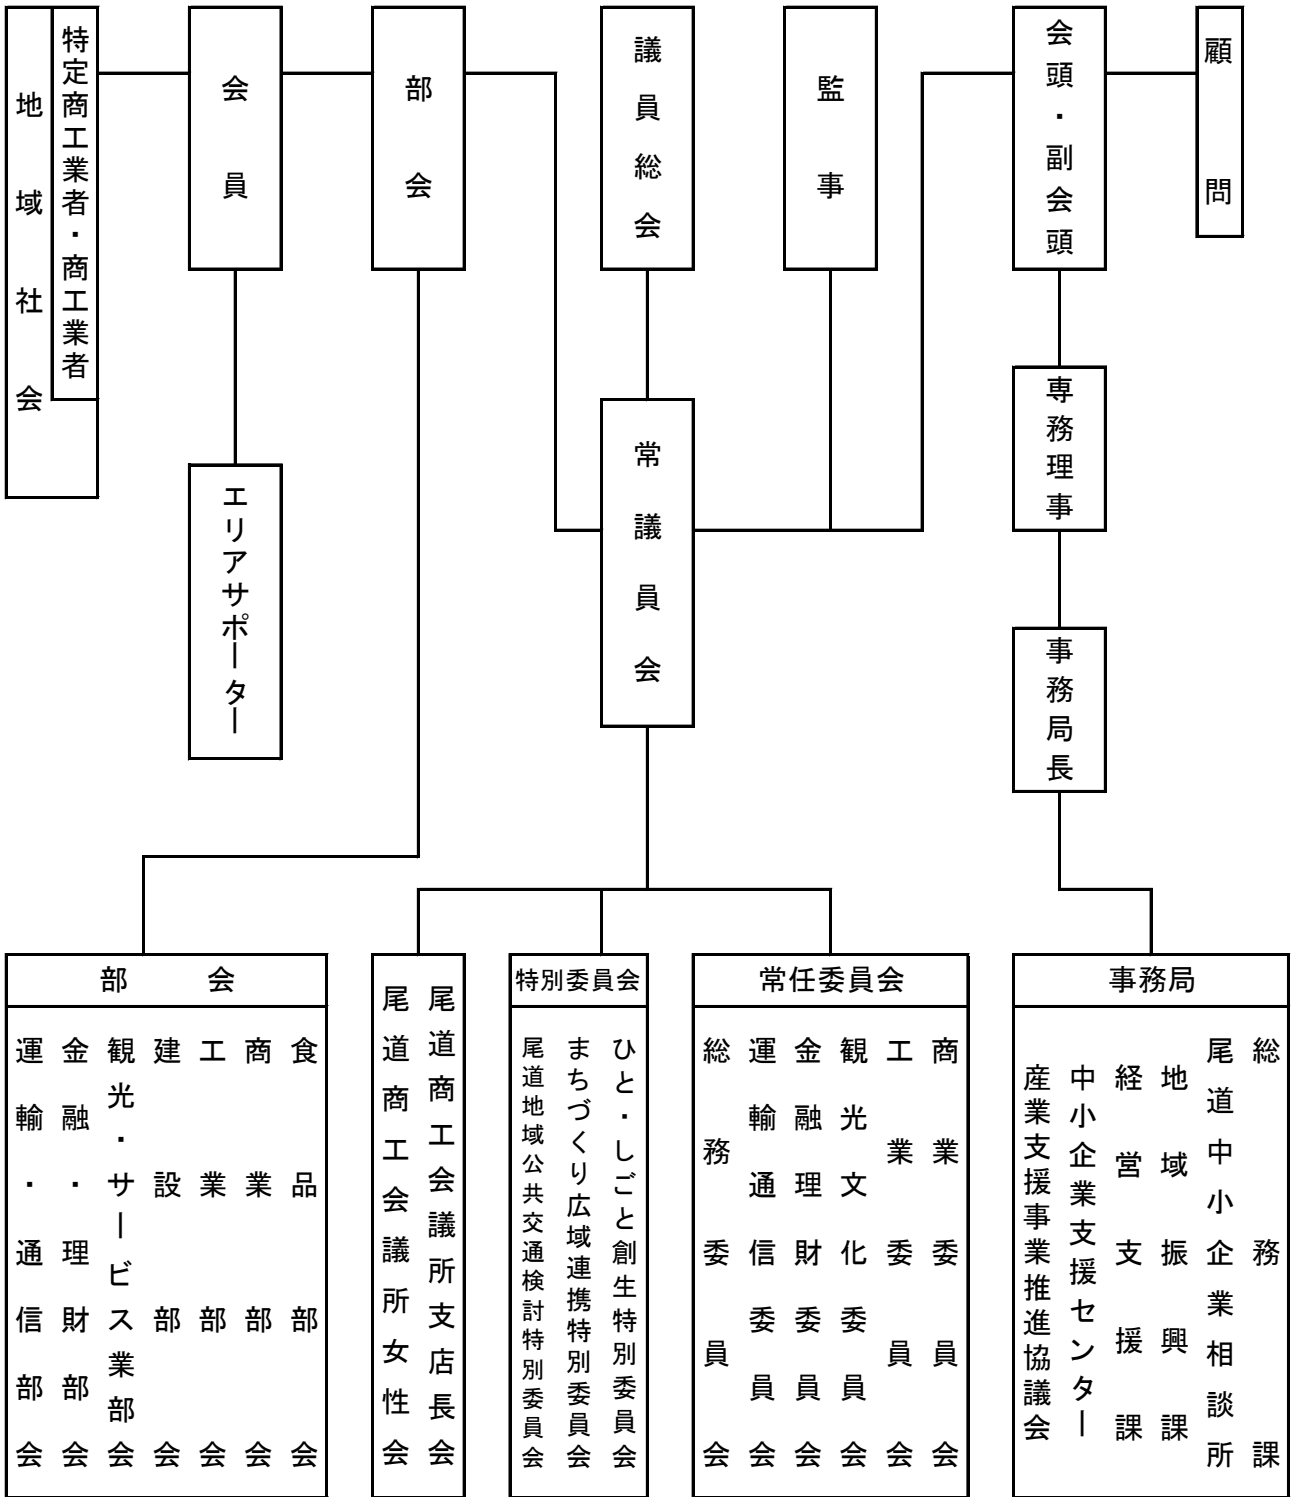 地域社会
特定商工業者・商工業者
会員
部会
議員総会
監事
会頭・副会頭
顧問
エリアサポーター
常議員会
専務理事
事務局長
部会
食品部会
商業部会
工業部会
建設部会
観光・サービス業部会
金融・理財部会
運輸・通信部会
尾道商工会議所支店長会
尾道商工会議所女性会
特別委員会
ひと・しごと創生特別委員会
まちづくり広域連携特別委員会
尾道地域公共交通検討特別委員会
常任委員会
商業委員会
工業委員会
観光文化委員会
金融理財委員会
運輸通信委員会
総務委員会
事務局
総務課
尾道中小企業相談所
地域振興課
経営支援課
中小企業支援センター
産業支援事業推進協議会